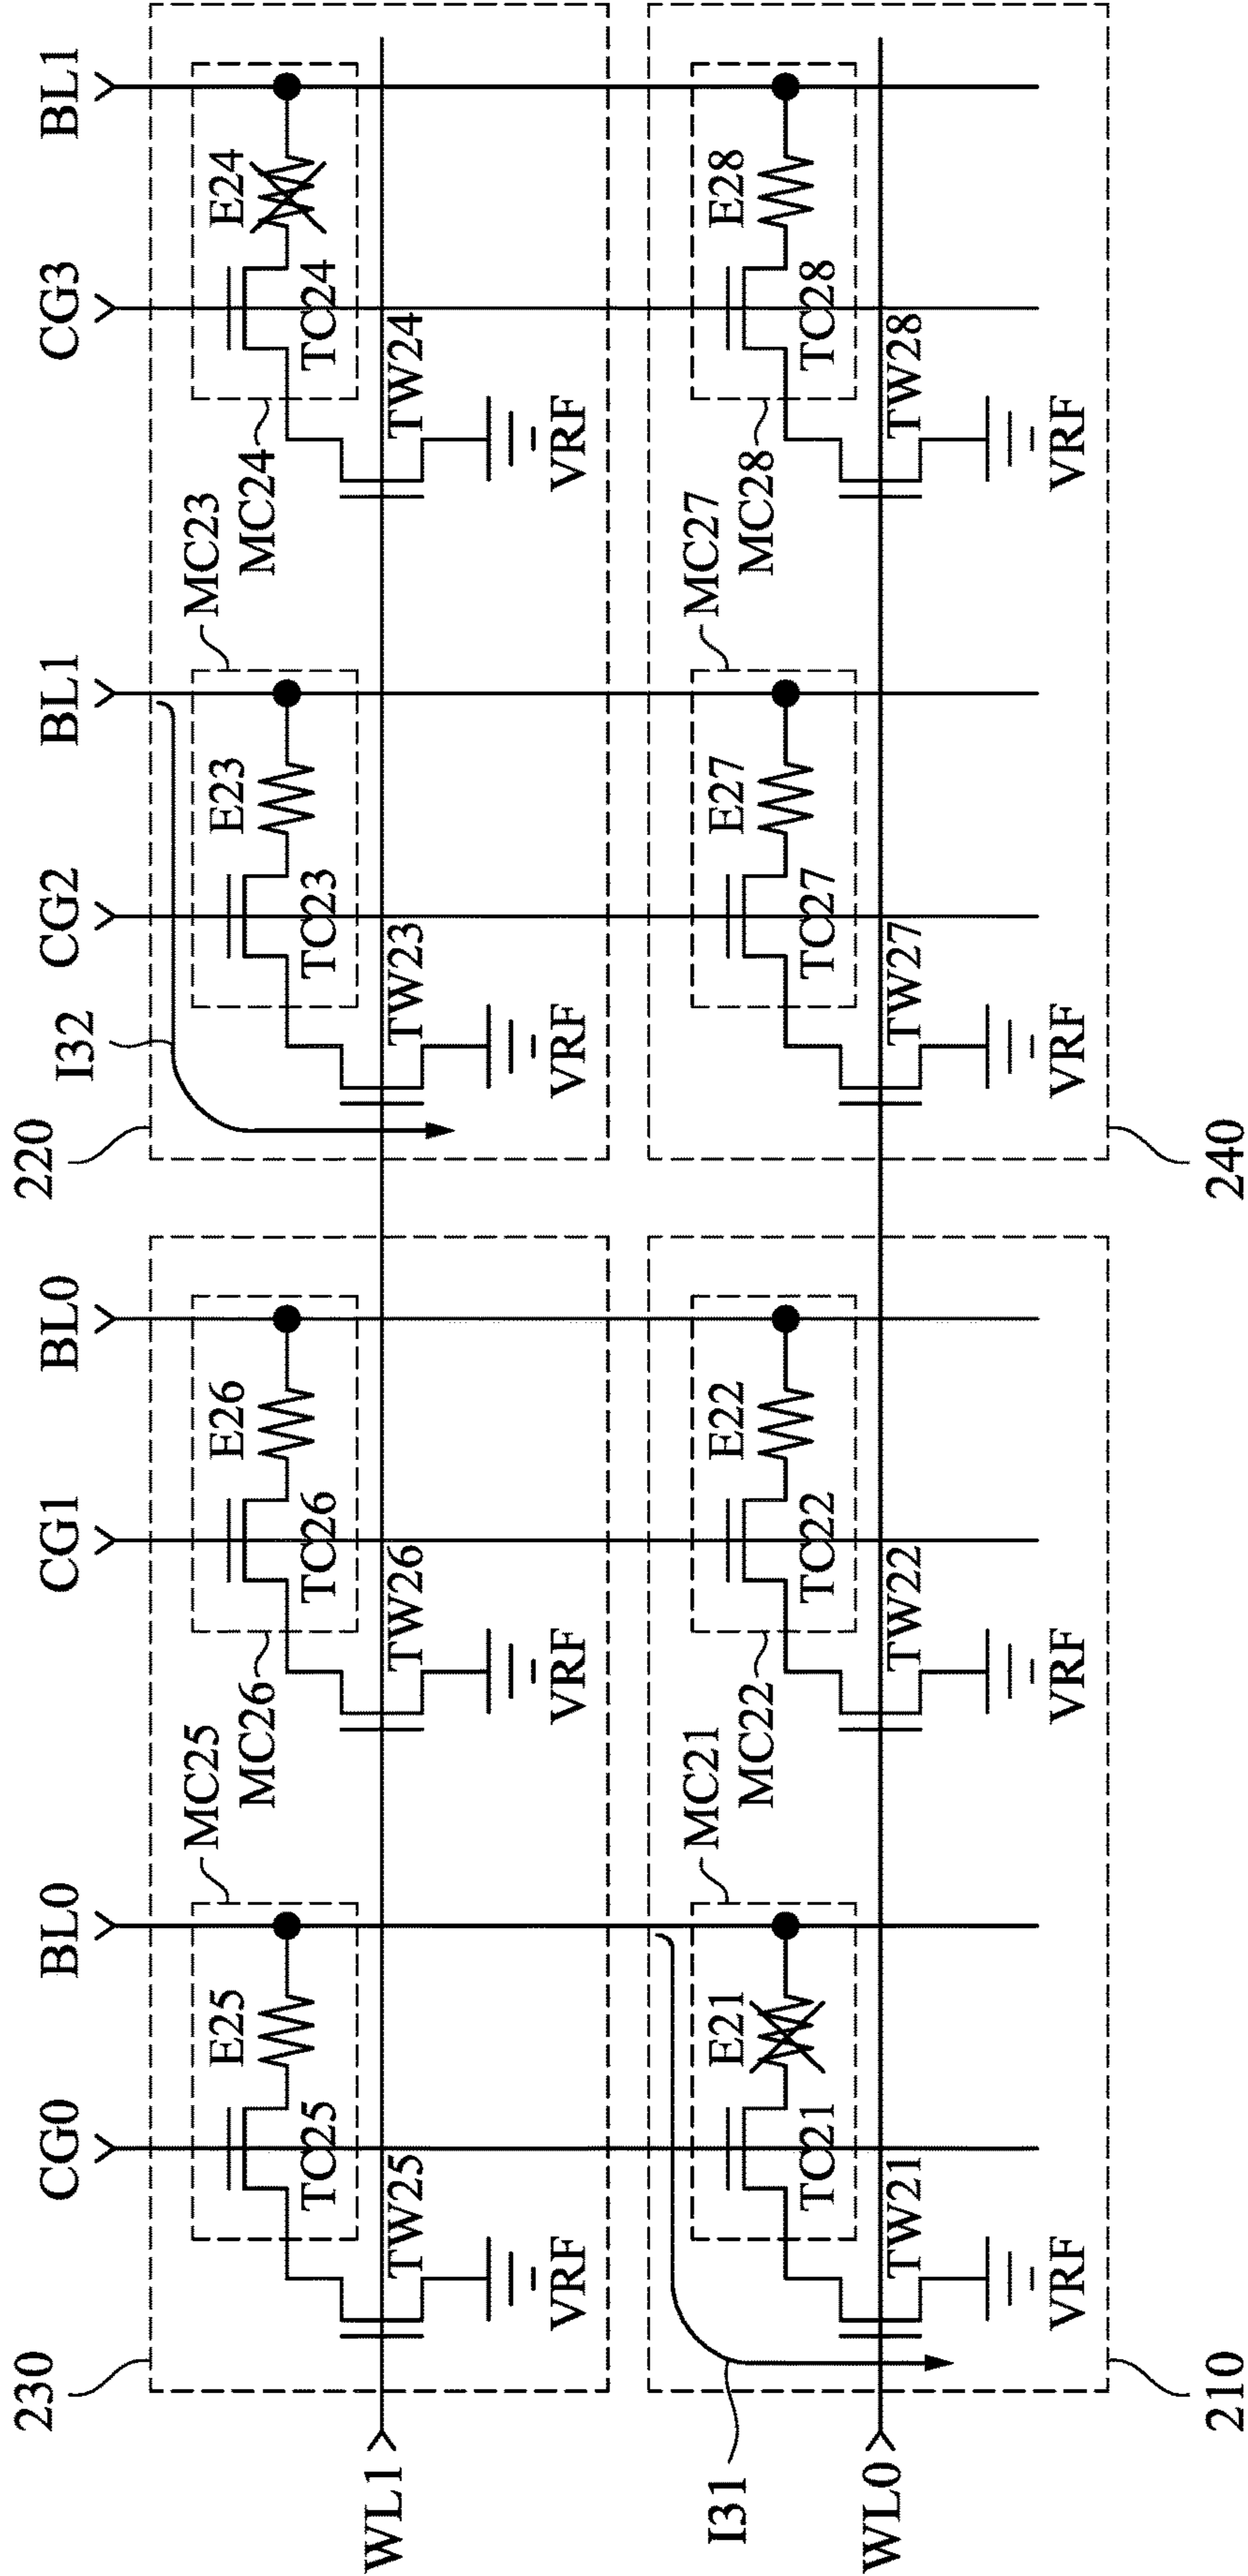 CG0
BL0
CG1
BL0
CG2
BL1
CG3
BL1
230
220
I32
MC25
MC26
MC23
MC24
E25
E26
E23
E24
TC25
TC26
TC23
TC24
WL1
TW25
TW26
TW23
TW24
VRF
VRF
VRF
VRF
I31
MC21
MC22
MC27
MC28
E21
E22
E27
E28
TC21
TC22
TC27
TC28
WL0
TW21
TW22
TW27
TW28
VRF
VRF
VRF
VRF
210
240